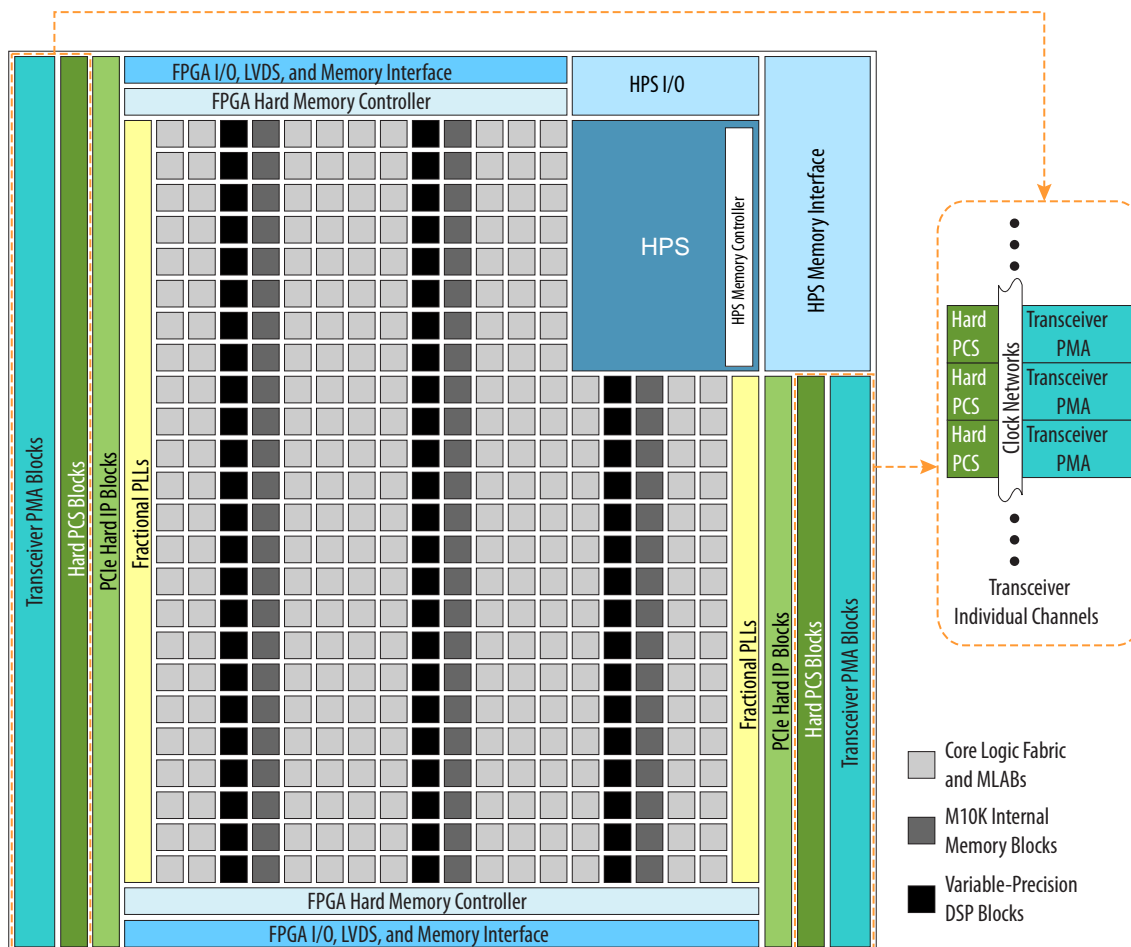 FPGA I/O, LVDS, and Memory Interface
FPGA Hard Memory Controller
HPS I/O
HPS
HPS Memory Controller
HPS Memory Interface
Transceiver PMA Blocks
Hard PCS Blocks
PCIe Hard IP Blocks
Fractional PLLs
Fractional PLLs
PCIe Hard IP Blocks
Hard PCS Blocks
Transceiver PMA Blocks
FPGA Hard Memory Controller
FPGA I/O, LVDS, and Memory Interface
Hard
PCS
Hard
PCS
Hard
PCS
Clock Networks
Transceiver
PMA
Transceiver
PMA
Transceiver
PMA
Transceiver
Individual Channels
Core Logic Fabric
and MLABs
M10K Internal
Memory Blocks
Variable-Precision
DSP Blocks